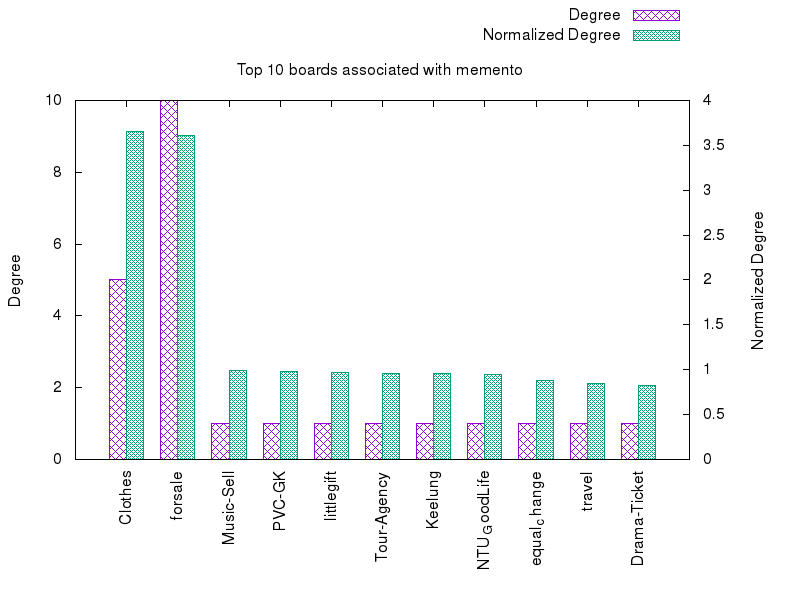 Degree
Normalized Degree
Top 10 boards associated with memento
10
8
6
4
2
0
4
3.5
3
2.5
2
1.5
1
0.5
0
Degree
Normalized Degree
Clothes
forsale
Music-Sell
PVC-GK
littlegift
Tour-Agency
Keelung
NTU_GoodLife
equal_change
travel
Drama-Ticket